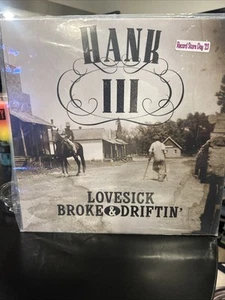 HANK
III
Record Store Day '23
LOVESICK
BROKE & DRIFTIN'